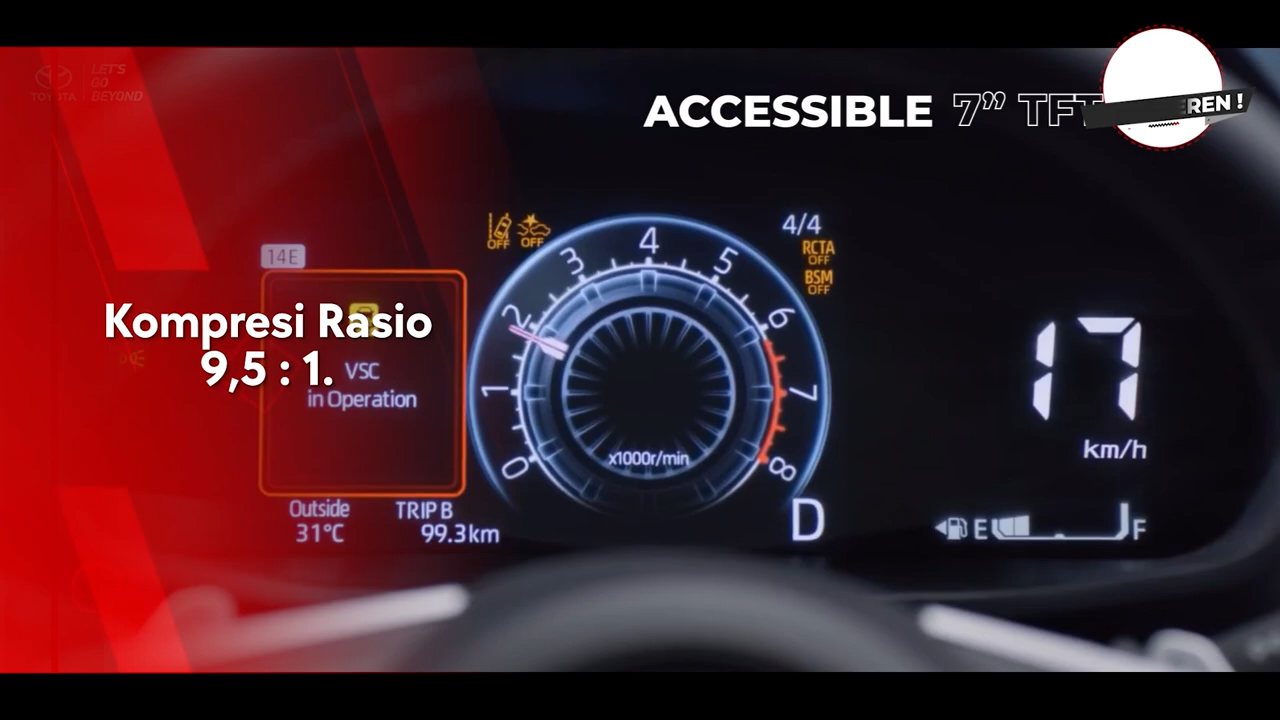 TOYOTA
LET'S
GO
BEYOND
ACCESSIBLE 7” TFT
REN !
OFF
OFF
4/4
RCTA
OFF
BSM
OFF
14E
Kompresi Rasio
9,5 : 1.
VSC
in Operation
0
1
2
3
4
5
6
7
8
x1000r/min
17
km/h
Outside
31°C
TRIP B
99.3km
D
E
F